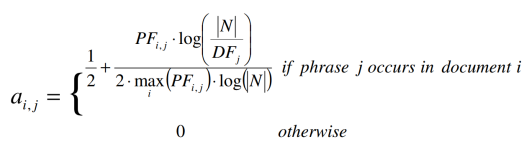 a_{i,j} = { 1/2 + (PF_{i,j} · log(|N| / DF_j)) / (2 · max_i (PF_{i,j}) · log(|N|)) if phrase j occurs in document i
0 otherwise